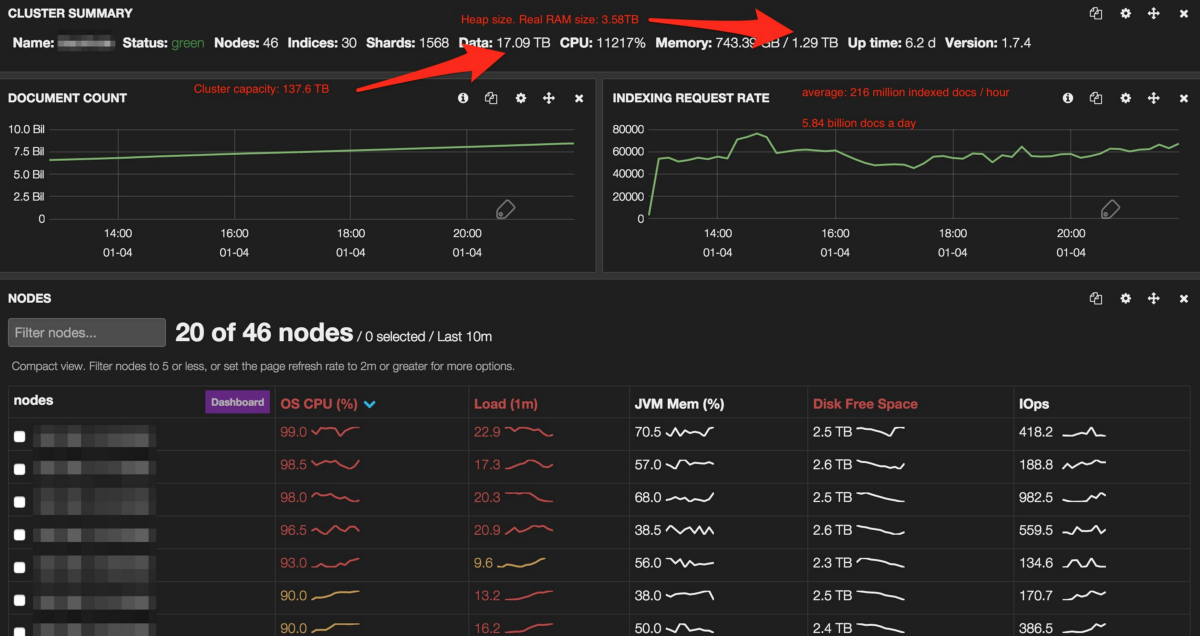 CLUSTER SUMMARY
Heap size. Real RAM size: 3.58TB
Name: Status: green Nodes: 46 Indices: 30 Shards: 1568 Data: 17.09 TB CPU: 11217% Memory: 743.39 GB / 1.29 TB Up time: 6.2 d Version: 1.7.4
Cluster capacity: 137.6 TB
DOCUMENT COUNT
10.0 Bil
7.5 Bil
5.0 Bil
2.5 Bil
0
14:00 16:00 18:00 20:00
01-04 01-04 01-04 01-04
INDEXING REQUEST RATE
average: 216 million indexed docs / hour
5.84 billion docs a day
80000
60000
40000
20000
0
14:00 16:00 18:00 20:00
01-04 01-04 01-04 01-04
NODES
Filter nodes... 20 of 46 nodes / 0 selected / Last 10m
Compact view. Filter nodes to 5 or less, or set the page refresh rate to 2m or greater for more options.
nodes Dashboard OS CPU (%) Load (1m) JVM Mem (%) Disk Free Space IOps
99.0 22.9 70.5 2.5 TB 418.2
98.5 17.3 57.0 2.6 TB 188.8
98.0 20.3 68.0 2.5 TB 982.5
96.5 20.9 38.5 2.6 TB 559.5
93.0 9.6 56.0 2.3 TB 134.6
90.0 13.2 38.0 2.5 TB 170.7
90.0 16.2 50.0 2.4 TB 386.5